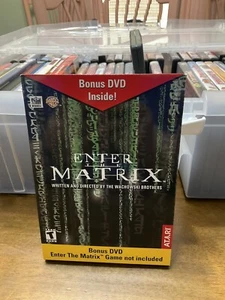 Bonus DVD
Inside!
ENTER
THE
MATRIX
WRITTEN AND DIRECTED BY THE WACHOWSKI BROTHERS
T
ATARI
Bonus DVD
Enter The Matrix™ Game not included